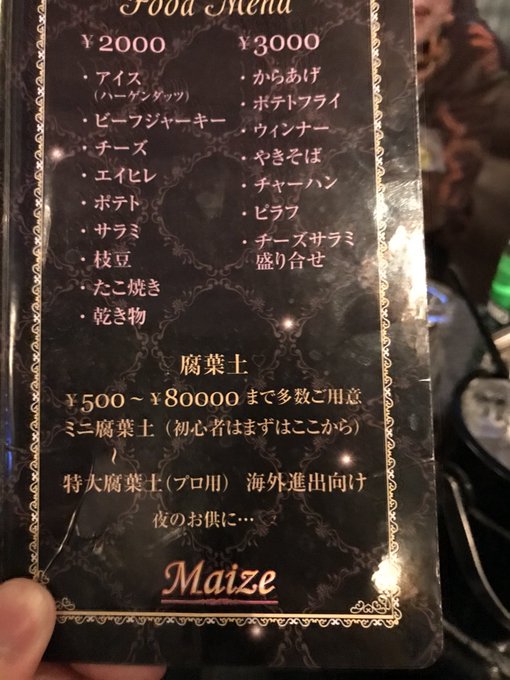 Food Menu
¥2000
・アイス
（ハーゲンダッツ）
・ビーフジャーキー
・チーズ
・エイヒレ
・ポテト
・サラミ
・枝豆
・たこ焼き
・乾き物
¥3000
・からあげ
・ポテトフライ
・ウィンナー
・やきそば
・チャーハン
・ピラフ
・チーズサラミ
盛り合せ
腐葉土♡
¥500～¥80000 まで多数ご用意
ミニ腐葉土（初心者はまずはここから）
～
特大腐葉土（プロ用） 海外進出向け
夜のお供に…
Maize